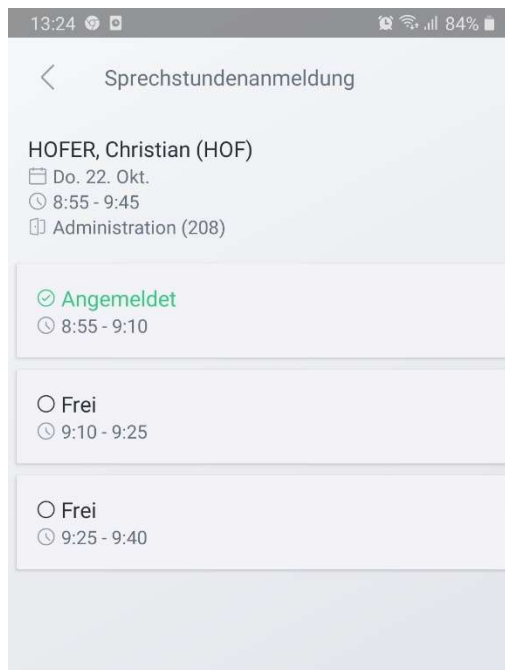 13:24
84%
Sprechstundenanmeldung
HOFER, Christian (HOF)
Do. 22. Okt.
8:55 - 9:45
Administration (208)
Angemeldet
8:55 - 9:10
Frei
9:10 - 9:25
Frei
9:25 - 9:40